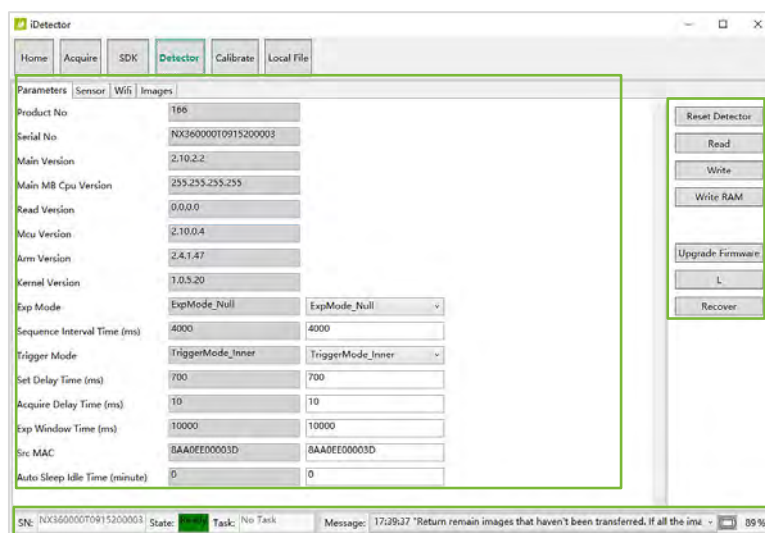 iDetector
Home Acquire SDK Detector Calibrate Local File
Parameters Sensor Wifi Images
Product No 166
Serial No NX36000T0915200003
Main Version 2.10.2.2
Main MB Cpu Version 255.255.255.255
Read Version 0.0.0.0
Mcu Version 2.10.0.4
Arm Version 2.4.1.47
Kernel Version 1.0.5.20
Exp Mode ExpMode_Null ExpMode_Null
Sequence Interval Time (ms) 4000 4000
Trigger Mode TriggerMode_Inner TriggerMode_Inner
Set Delay Time (ms) 700 700
Acquire Delay Time (ms) 10 10
Exp Window Time (ms) 10000 10000
Src MAC 8AA0EE00003D 8AA0EE00003D
Auto Sleep Idle Time (minute) 0 0
Reset Detector
Read
Write
Write RAM
Upgrade Firmware
L
Recover
SN: NX36000T0915200003 State: Ready Task: No Task Message: 17:39:37 "Return remain images that haven't been transferred. If all the ima 89%